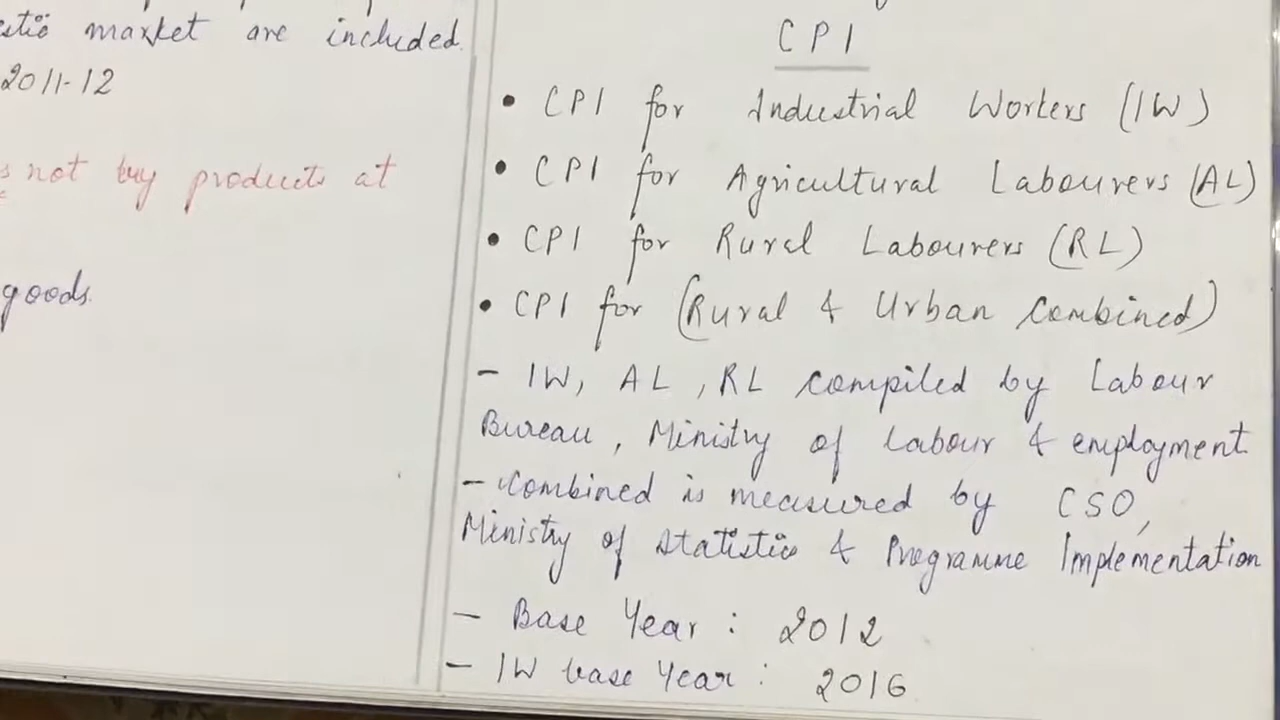 market are included.
2011-12
not buy products at
goods.
CPI
• CPI for Industrial Workers (IW)
• CPI for Agricultural Labourers (AL)
• CPI for Rural Labourers (RL)
• CPI for (Rural & Urban Combined)
- IW, AL, RL compiled by Labour
Bureau, Ministry of Labour & employment
- Combined is measured by CSO,
Ministry of Statistics & Programme Implementation
- Base Year : 2012
- IW base Year : 2016